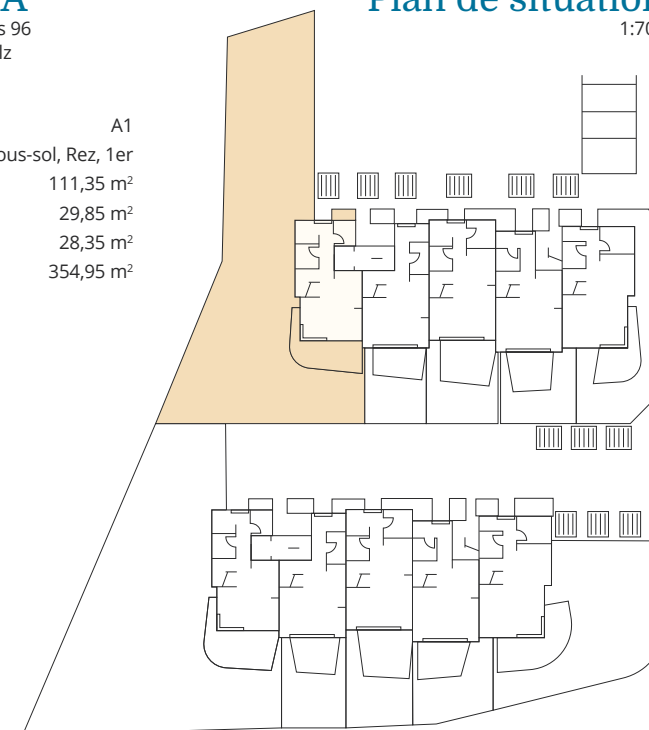 A
Plan de situation
s 96
1:70
lz
A1
ous-sol, Rez, 1er
111,35 m²
29,85 m²
28,35 m²
354,95 m²